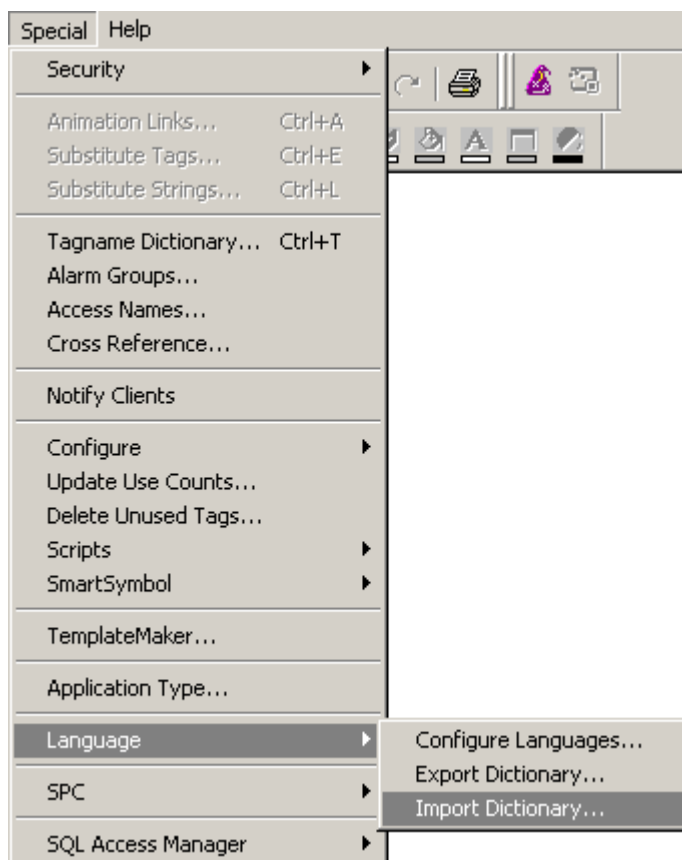 Special Help
Security
Animation Links... Ctrl+A
Substitute Tags... Ctrl+E
Substitute Strings... Ctrl+L
Tagname Dictionary... Ctrl+T
Alarm Groups...
Access Names...
Cross Reference...
Notify Clients
Configure
Update Use Counts...
Delete Unused Tags...
Scripts
SmartSymbol
TemplateMaker...
Application Type...
Language
Configure Languages...
Export Dictionary...
Import Dictionary...
SPC
SQL Access Manager